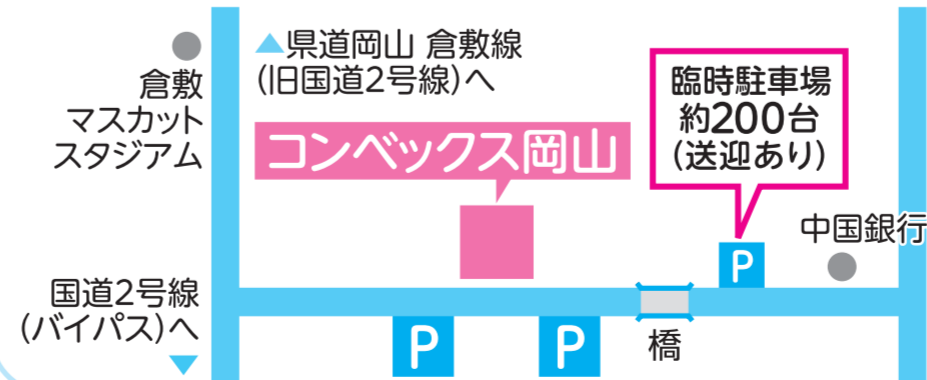 倉敷
マスカット
スタジアム
▲県道岡山 倉敷線
(旧国道2号線)へ
コンベックス岡山
臨時駐車場
約200台
(送迎あり)
中国銀行
P
国道2号線
(バイパス)へ
▼
P
P
橋